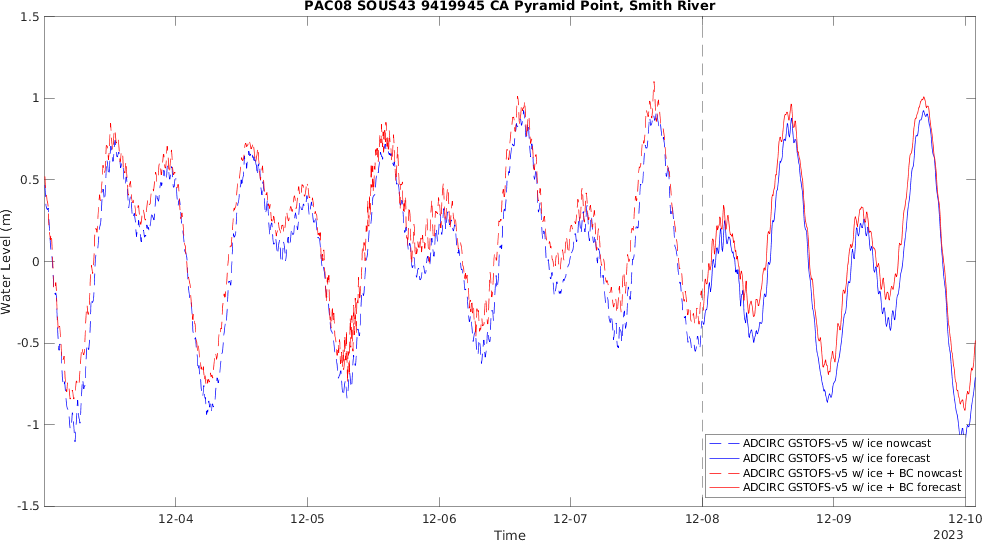 PAC08 SOUS43 9419945 CA Pyramid Point, Smith River
1.5
1
0.5
0
-0.5
-1
-1.5
Water Level (m)
ADCIRC GSTOFS-v5 w/ ice nowcast
ADCIRC GSTOFS-v5 w/ ice forecast
ADCIRC GSTOFS-v5 w/ ice + BC nowcast
ADCIRC GSTOFS-v5 w/ ice + BC forecast
12-04 12-05 12-06 12-07 12-08 12-09 12-10
Time
2023